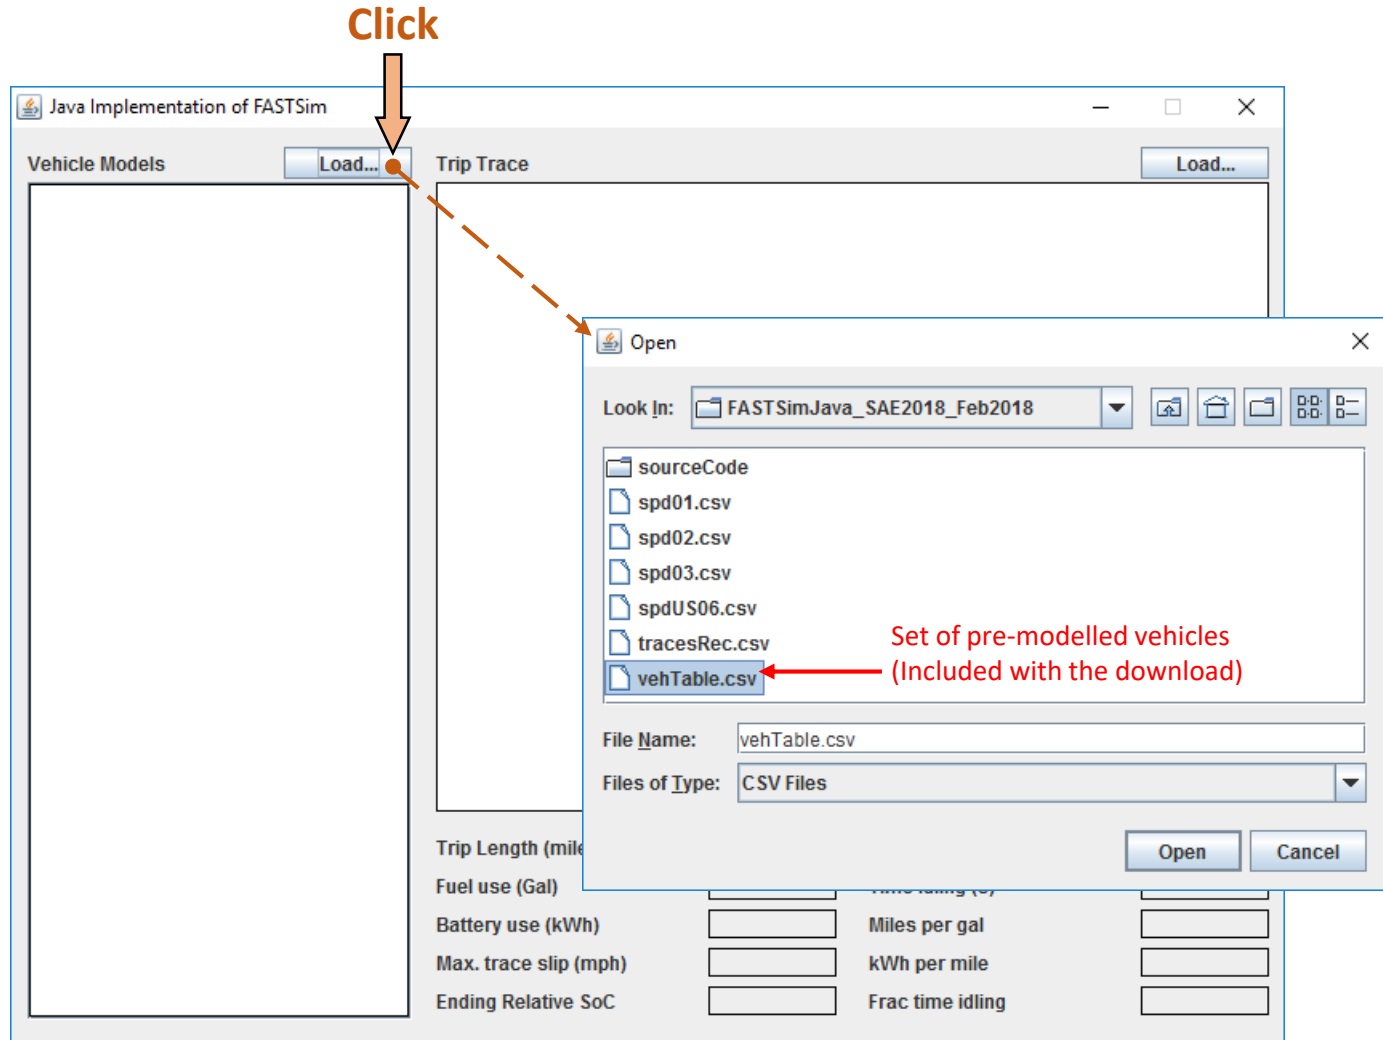 Click
Java Implementation of FASTSim
Vehicle Models
Load...
Trip Trace
Load...
Open
Look In:
FASTSimJava_SAE2018_Feb2018
sourceCode
spd01.csv
spd02.csv
spd03.csv
spdUS06.csv
tracesRec.csv
vehTable.csv
Set of pre-modelled vehicles
(Included with the download)
File Name:
vehTable.csv
Files of Type:
CSV Files
Open
Cancel
Trip Length
Fuel use (Gal)
Battery use (kWh)
Miles per gal
Max. trace slip (mph)
kWh per mile
Ending Relative SoC
Frac time idling